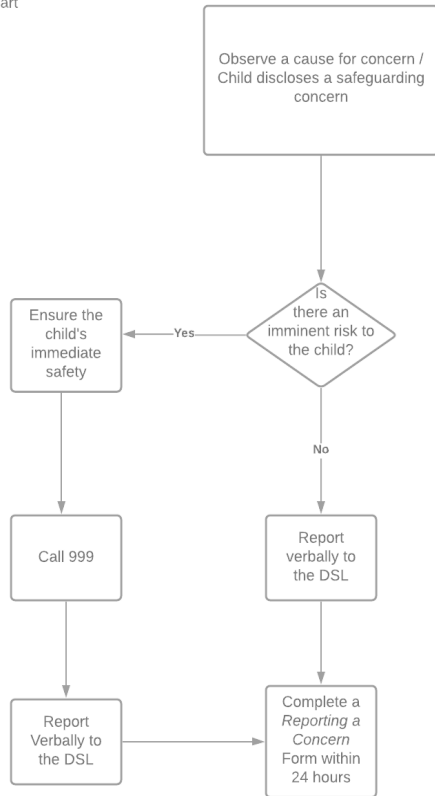 art
Observe a cause for concern /
Child discloses a safeguarding
concern
Is
there an
imminent risk to
the child?
Yes
Ensure the
child's
immediate
safety
No
Call 999
Report
verbally to
the DSL
Report
Verbally to
the DSL
Complete a
Reporting a
Concern
Form within
24 hours